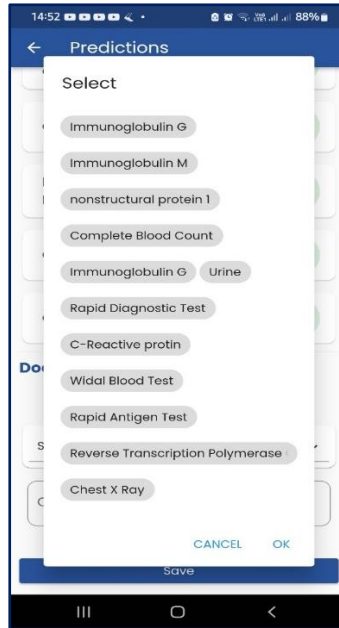 14:52 88%
Predictions
Select
Immunoglobulin G
Immunoglobulin M
nonstructural protein 1
Complete Blood Count
Immunoglobulin G Urine
Rapid Diagnostic Test
C-Reactive protin
Doc
Widal Blood Test
Rapid Antigen Test
S
Reverse Transcription Polymerase
Chest X Ray
CANCEL OK
Save